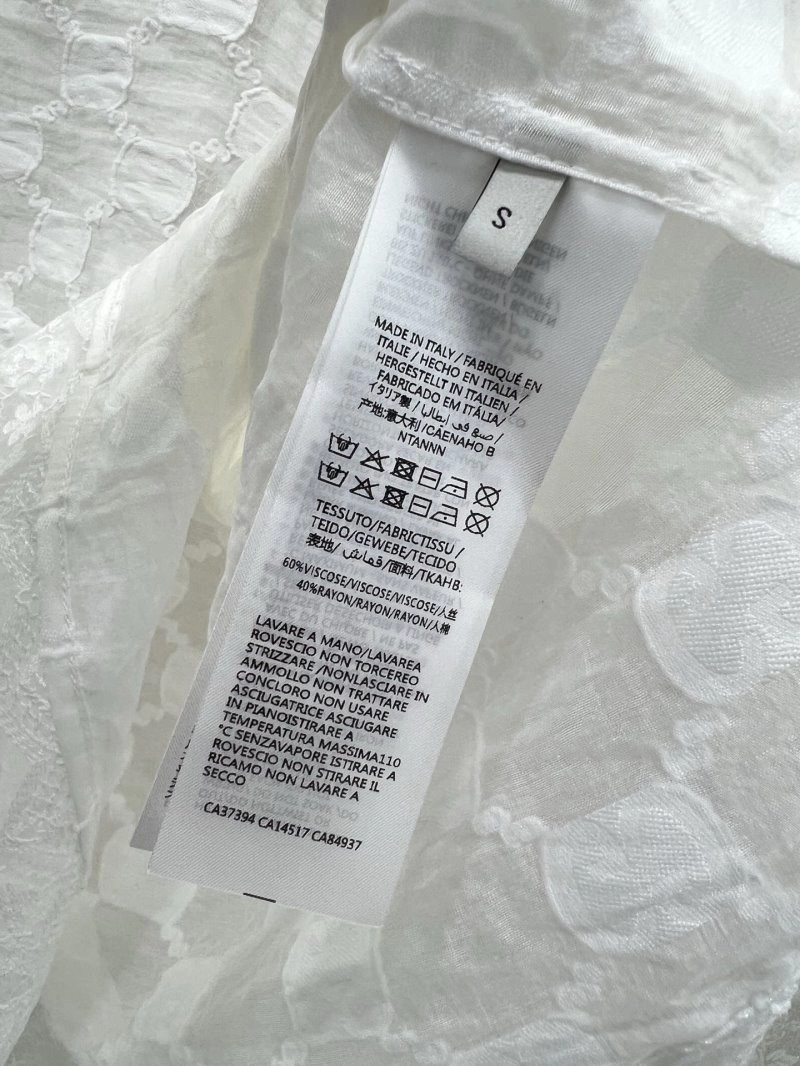 S
MADE IN ITALY/FABRIQUÉ EN
ITALIE / HECHO EN ITALIA /
HERGESTELLT IN ITALIEN /
FABRICADO EM ITÁLIA/
イタリア製 / صنع في إيطاليا /
产地:意大利/CAENAHO B
NTANNN
TESSUTO/FABRICTISSU /
TEIDO/GEWEBE/TECIDO
表地/ قماش/面料/TKAHB:
60%VISCOSE/VISCOSE/VISCOSE/人丝
40%RAYON/RAYON/RAYON/人棉
LAVARE A MANO/LAVAREA
ROVESCIO NON TORCEREO
STRIZZARE /NONLASCIARE IN
AMMOLLO NON TRATTARE
CONCLORO NON USARE
ASCIUGATRICE ASCIUGARE
IN PIANOISTIRARE A
TEMPERATURA MASSIMA110
°C SENZAVAPORE ISTIRARE A
ROVESCIO NON STIRARE IL
RICAMO NON LAVARE A
SECCO
CA37394 CA14517 CA84937